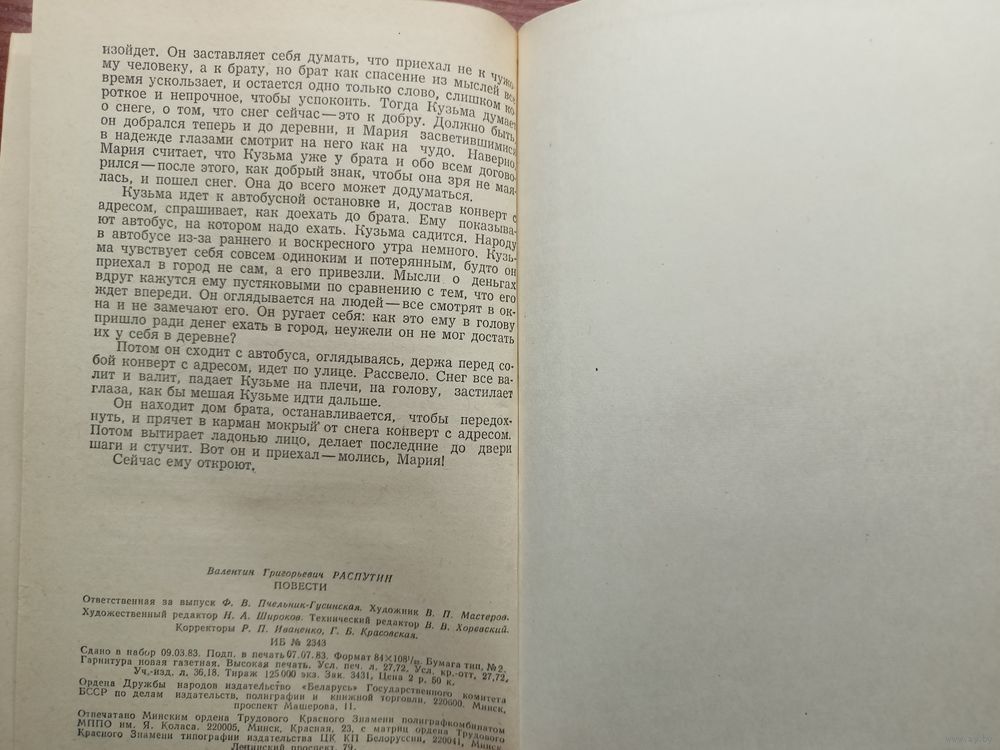 изойдет. Он заставляет себя думать, что приехал не к чужо-
му человеку, а к брату, но брат как спасение из мыслей все
время ускользает, и остается одно только слово, слишком ко-
роткое и непрочное, чтобы успокоить. Тогда Кузьма думает
о снеге, о том, что снег сейчас — это к добру. Должно быть,
он добрался теперь и до деревни, и Мария засветившимися
в надежде глазами смотрит на него как на чудо. Наверно,
Мария считает, что Кузьма уже у брата и обо всем догово-
рился — после этого, как добрый знак, чтобы она зря не мая-
лась, и пошел снег. Она до всего может додуматься.
Кузьма идет к автобусной остановке и, достав конверт с
адресом, спрашивает, как доехать до брата. Ему показыва-
ют автобус, на котором надо ехать. Кузьма садится. Народу
в автобусе из-за раннего и воскресного утра немного. Кузь-
ма чувствует себя совсем одиноким и потерянным, будто он
приехал в город не сам, а его привезли. Мысли о деньгах
вдруг кажутся ему пустяковыми по сравнению с тем, что его
ждет впереди. Он оглядывается на людей — все смотрят в ок-
на и не замечают его. Он ругает себя: как это ему в голову
пришло ради денег ехать в город, неужели он не мог достать
их у себя в деревне?
Потом он сходит с автобуса, оглядываясь, держа перед со-
бой конверт с адресом, идет по улице. Рассвело. Снег все ва-
лит и валит, падает Кузьме на плечи, на голову, застилает
глаза, как бы мешая Кузьме идти дальше.
Он находит дом брата, останавливается, чтобы передох-
нуть, и прячет в карман мокрый от снега конверт с адресом.
Потом вытирает ладонью лицо, делает последние до двери
шаги и стучит. Вот он и приехал — молись, Мария!
Сейчас ему откроют.
Валентин Григорьевич РАСПУТИН
ПОВЕСТИ
Ответственная за выпуск Ф. В. Пчельник-Гусинская. Художник В. П. Мастеров.
Художественный редактор Н. А. Широков. Технический редактор В. В. Хоревский.
Корректоры Р. П. Иваненко, Г. Б. Красовская.
ИБ № 2343
Сдано в набор 09.03.83. Подп. в печать 07.07.83. Формат 84×108 1/32. Бумага тип. № 2.
Гарнитура новая газетная. Высокая печать. Усл. печ. л. 27,72. Усл. кр.-отт. 27,72.
Уч.-изд. л. 36,18. Тираж 125 000 экз. Зак. 3431, Цена 2 р. 60 к.
Ордена Дружбы народов издательство «Беларусь» Государственного комитета
БССР по делам издательств, полиграфии и книжной торговли. 220600. Минск,
проспект Машерова, 11.
Отпечатано Минским ордена Трудового Красного Знамени полиграфкомбинатом
МППО им. Я. Коласа. 220005, Минск, Красная, 23, с матриц ордена Трудового
Красного Знамени типографии издательства ЦК КП Белоруссии, 220041, Минск,
Ленинский проспект, 79.